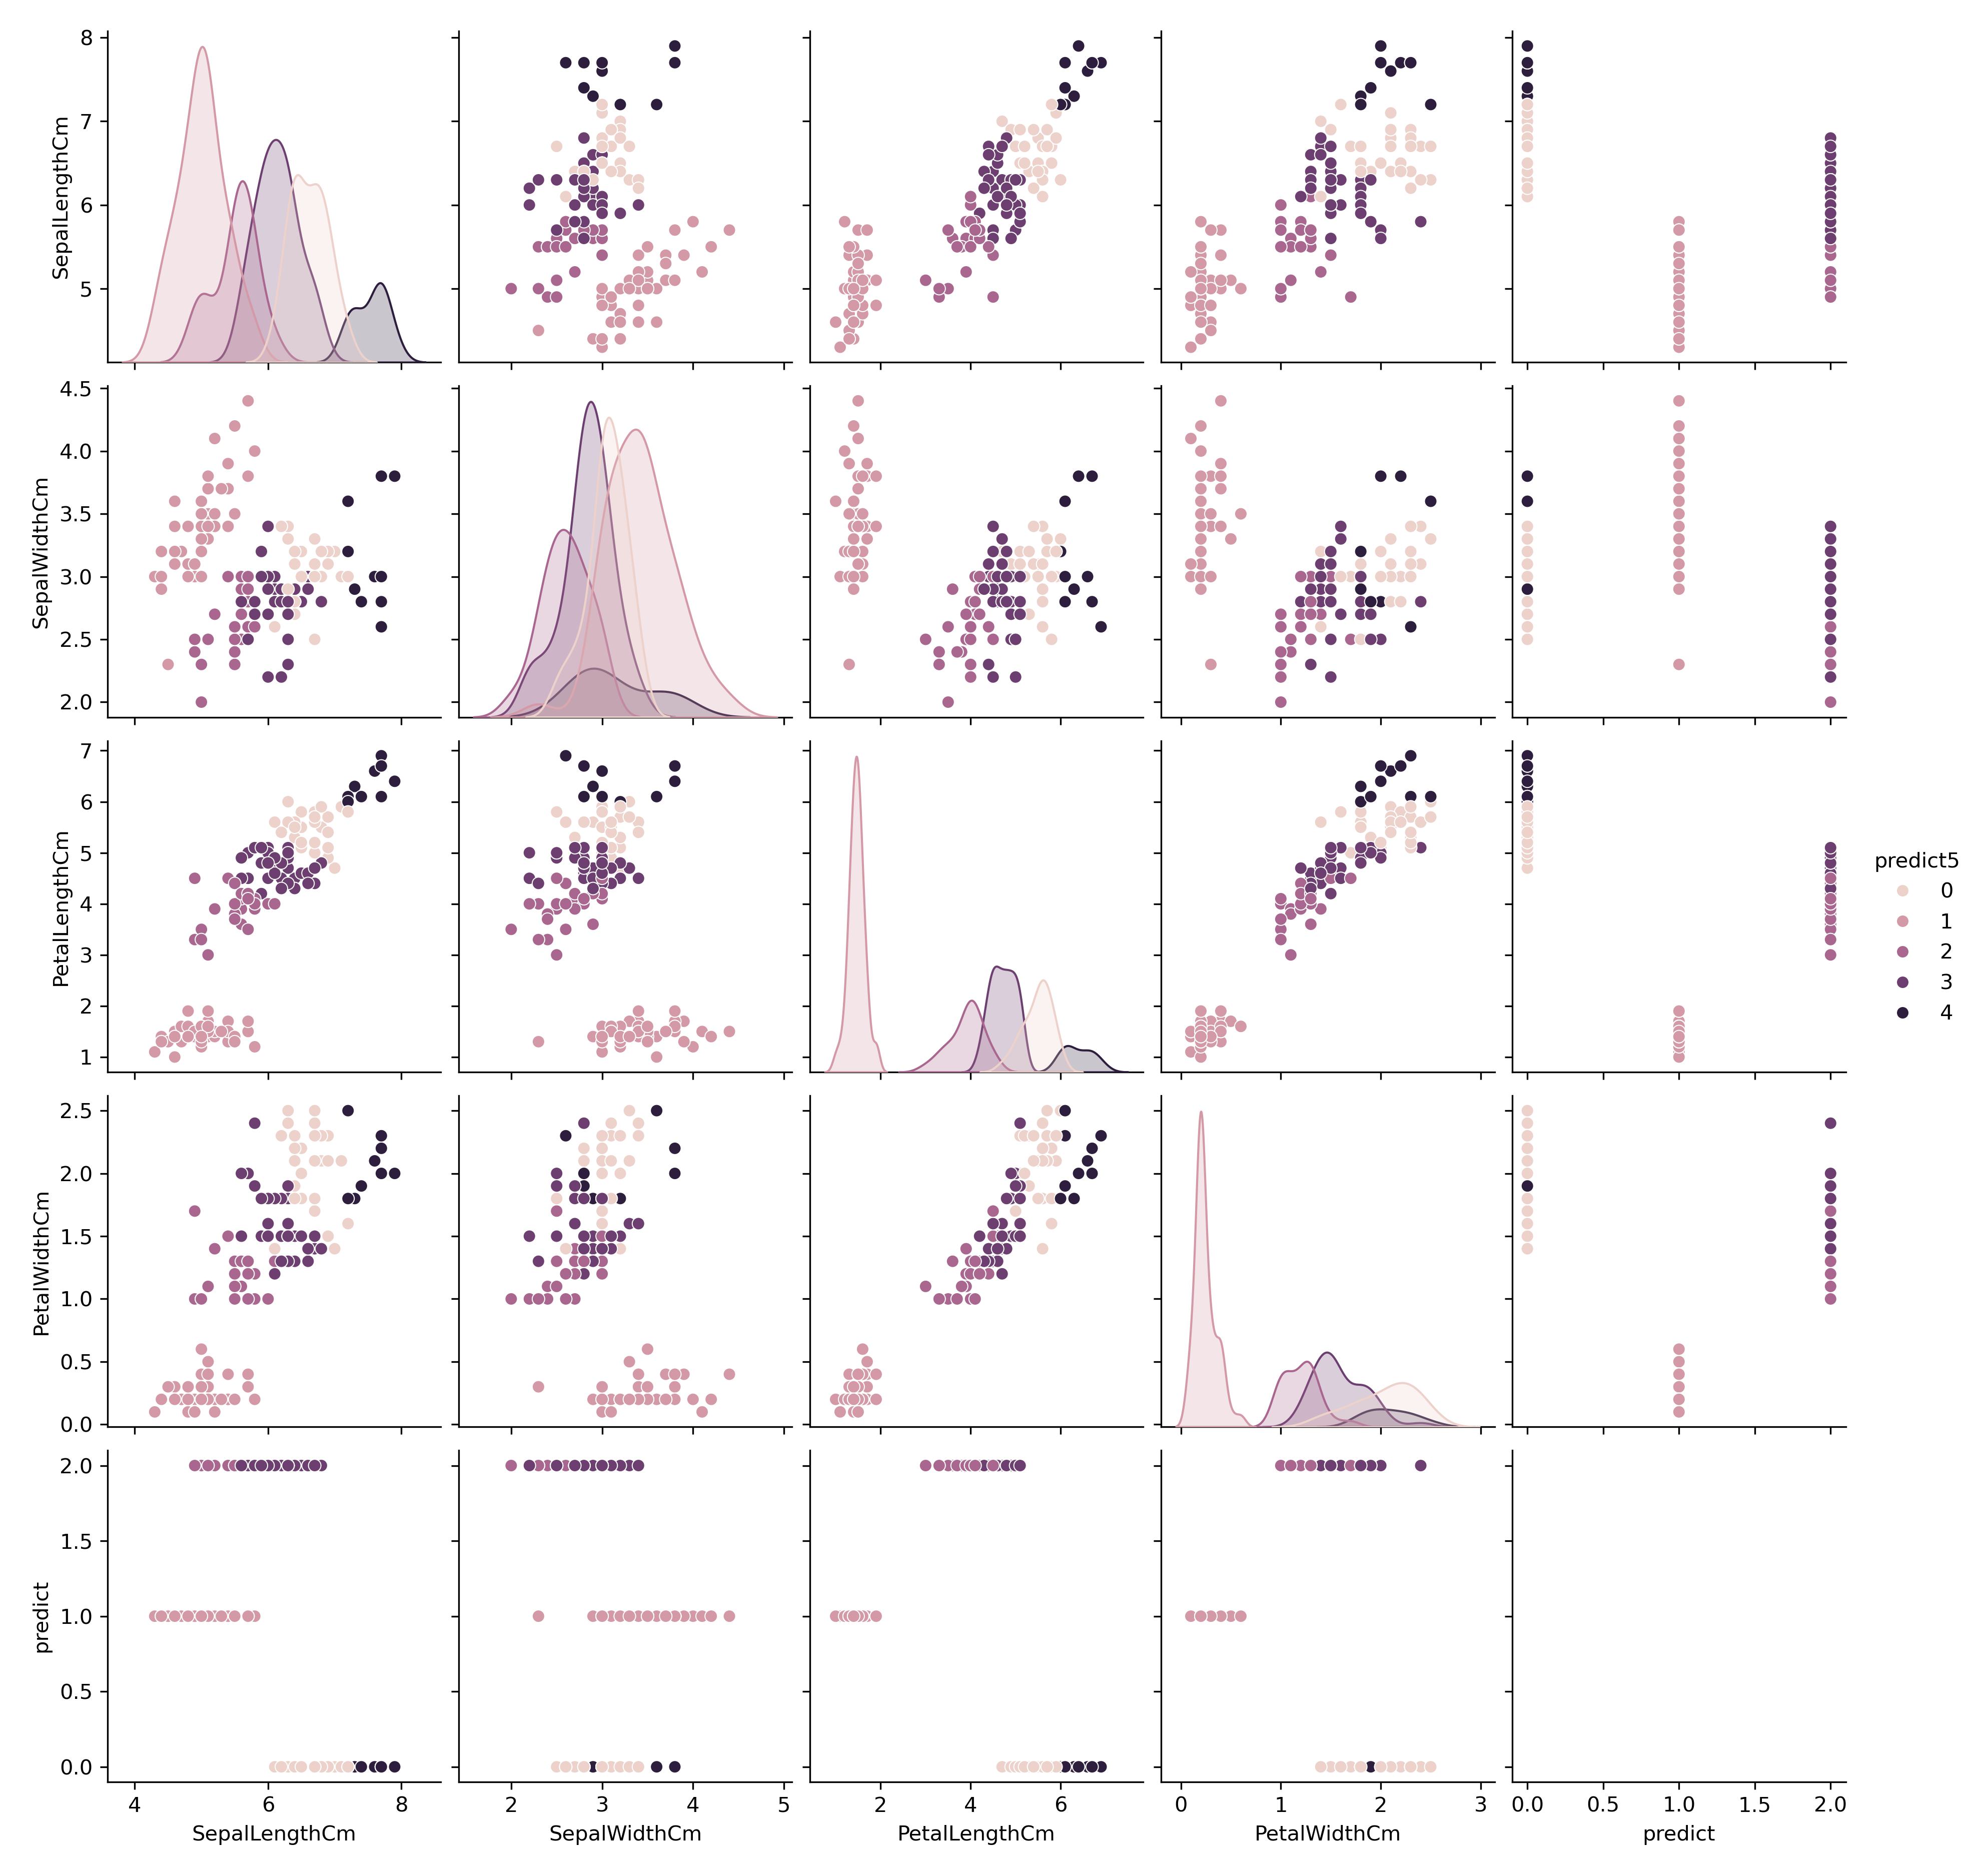 8
7
6
5
SepalLengthCm
4.5
4.0
3.5
3.0
2.5
2.0
SepalWidthCm
7
6
5
4
3
2
1
PetalLengthCm
predict5
0
1
2
3
4
2.5
2.0
1.5
1.0
0.5
0.0
PetalWidthCm
2.0
1.5
1.0
0.5
0.0
predict
4 6 8
2 3 4 5
2 4 6
0 1 2 3
0.0 0.5 1.0 1.5 2.0
SepalLengthCm SepalWidthCm PetalLengthCm PetalWidthCm predict